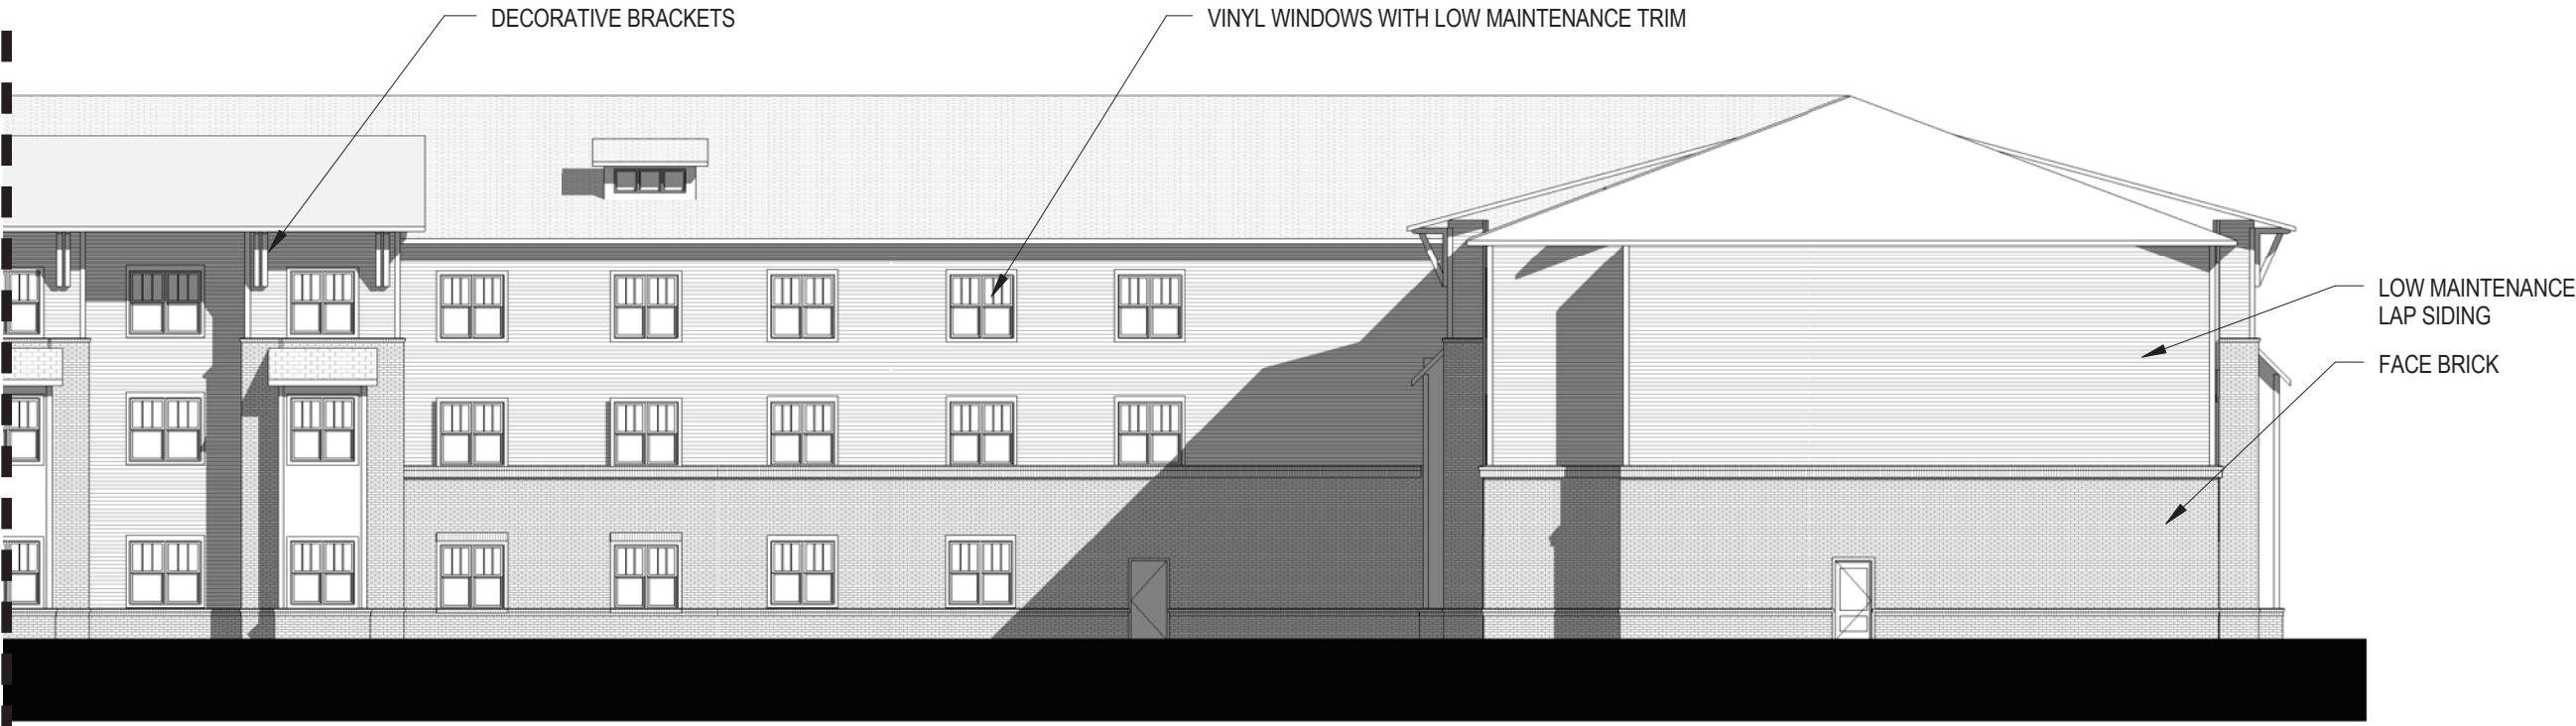 DECORATIVE BRACKETS
VINYL WINDOWS WITH LOW MAINTENANCE TRIM
LOW MAINTENANCE
LAP SIDING
FACE BRICK